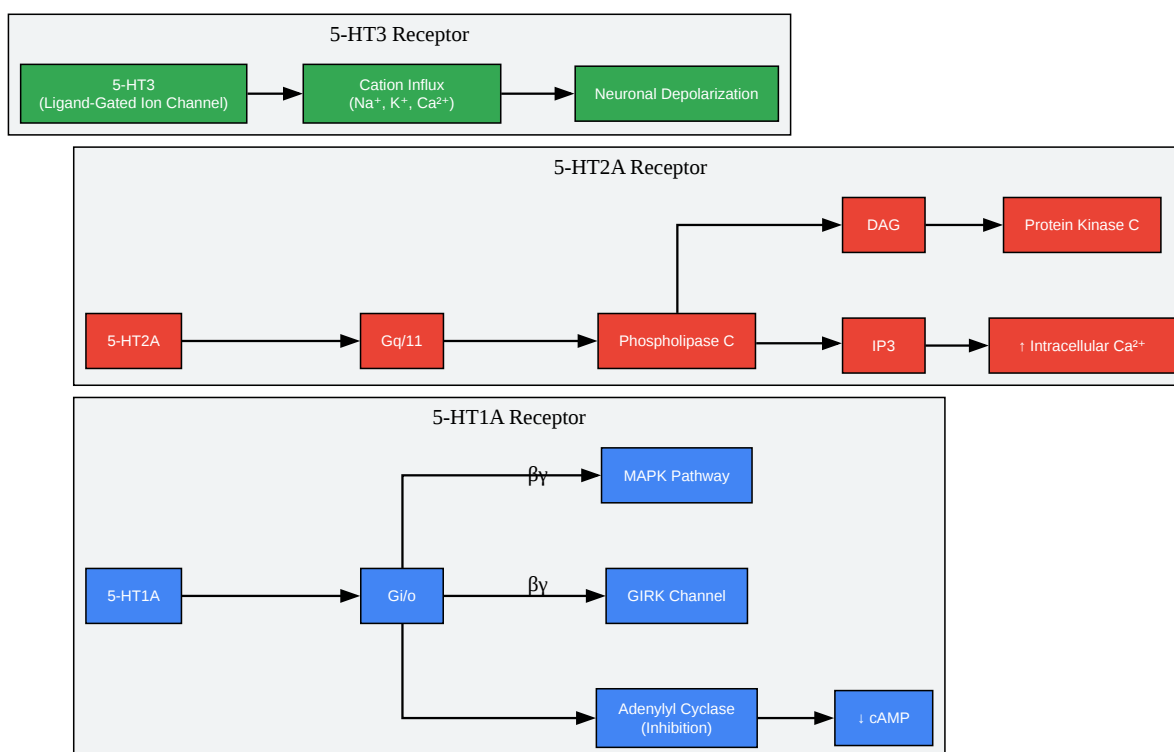 5-HT3 Receptor
5-HT3
(Ligand-Gated Ion Channel)
Cation Influx
(Na⁺, K⁺, Ca²⁺)
Neuronal Depolarization
5-HT2A Receptor
DAG
Protein Kinase C
5-HT2A
Gq/11
Phospholipase C
IP3
↑ Intracellular Ca²⁺
5-HT1A Receptor
βγ
MAPK Pathway
5-HT1A
Gi/o
βγ
GIRK Channel
Adenylyl Cyclase
(Inhibition)
↓ cAMP